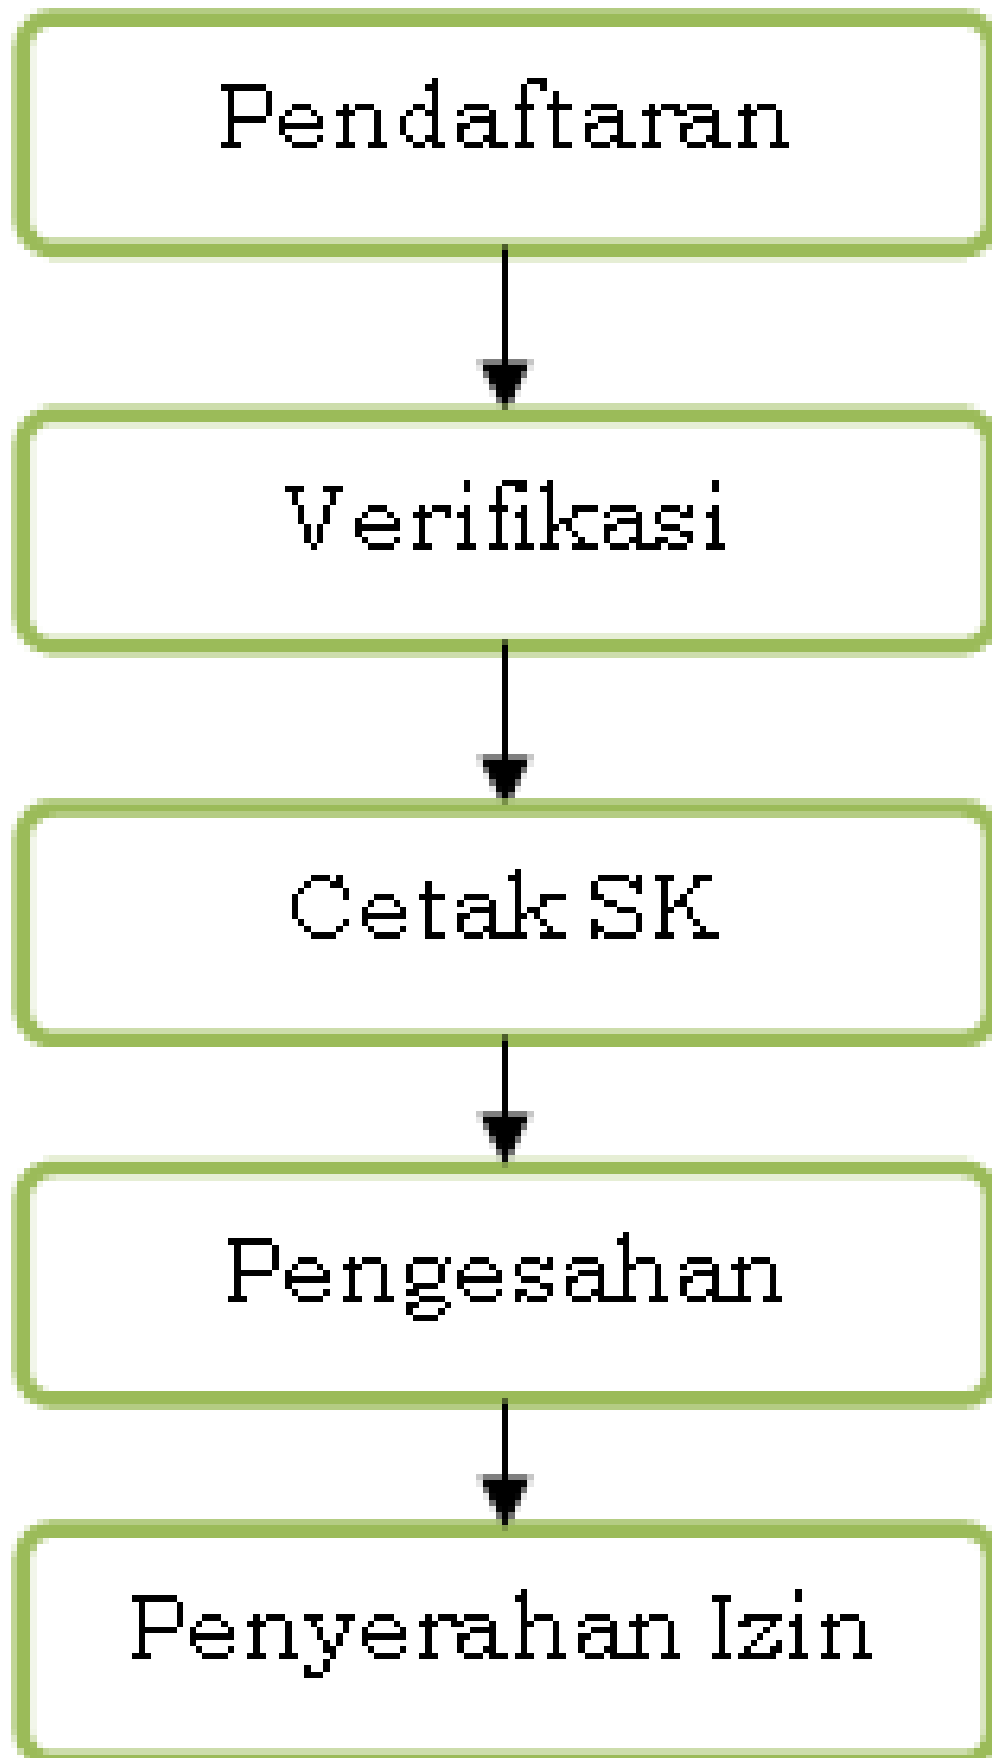 Pendaftaran
Verifikasi
Cetak SK
Pengesahan
Penyerahan Izin